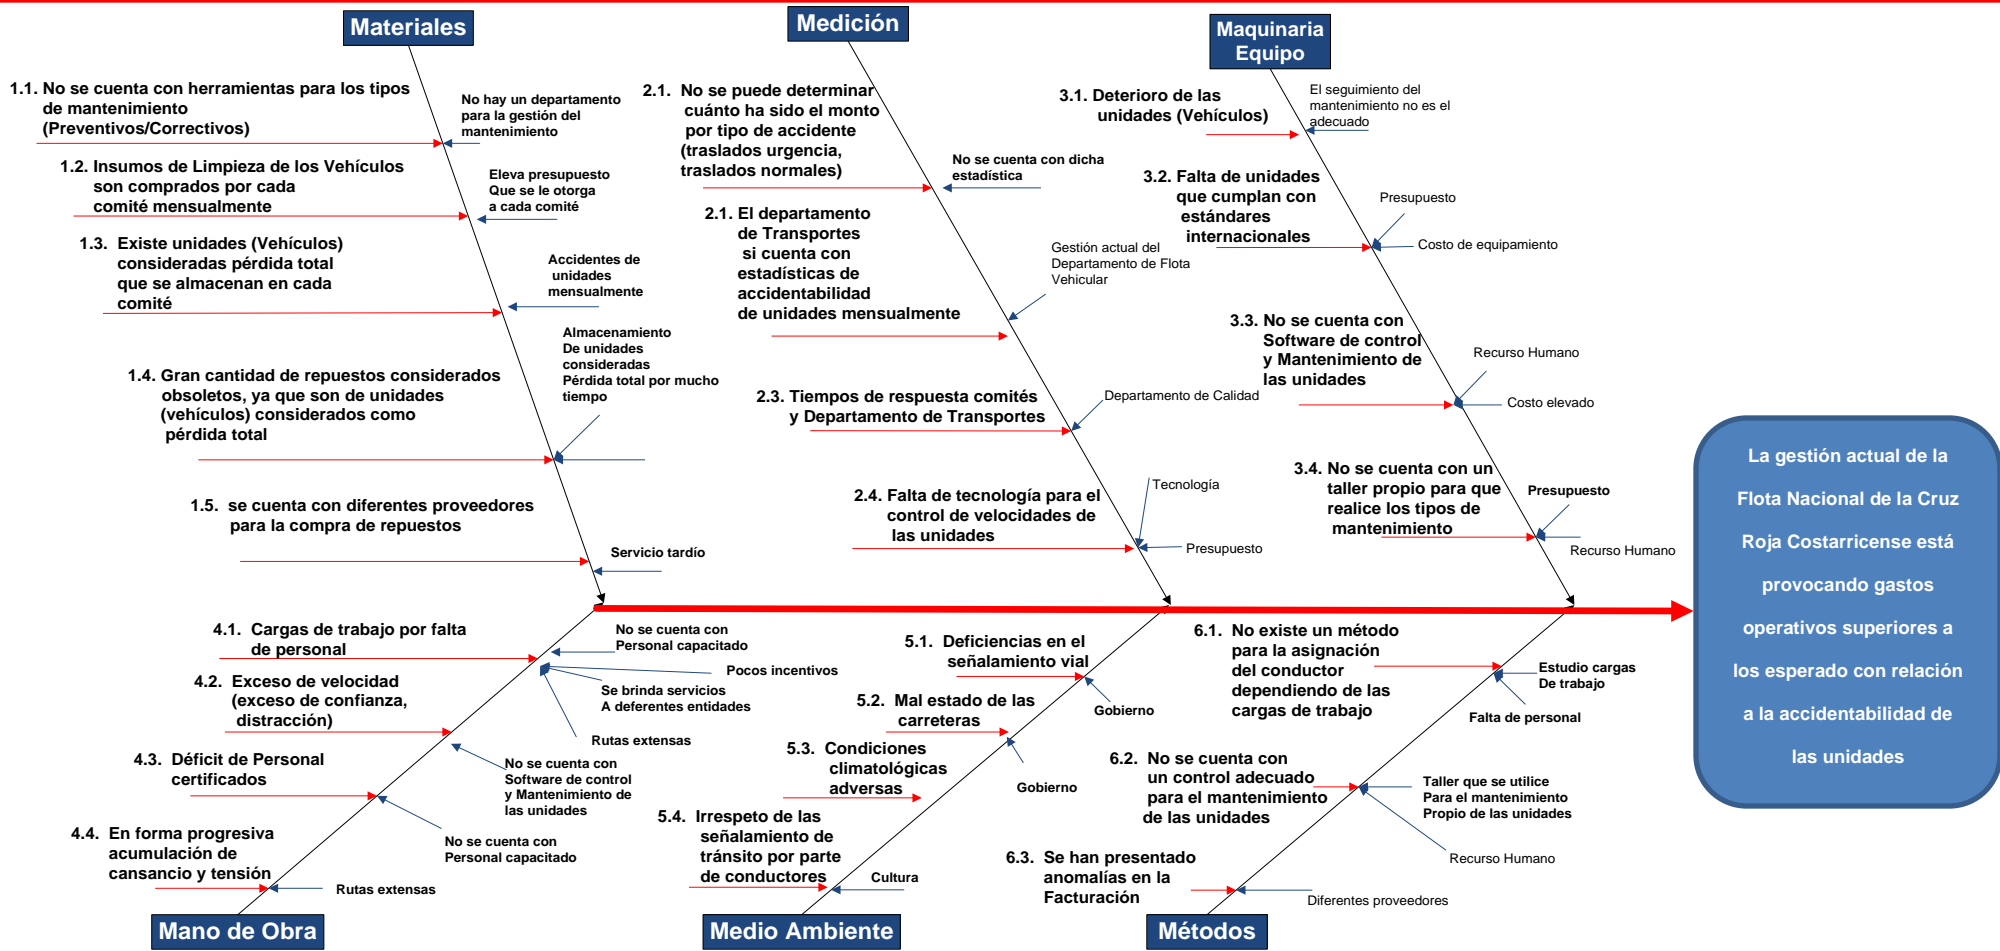 Materiales
1.1. No se cuenta con herramientas para los tipos
de mantenimiento
(Preventivos/Correctivos)
No hay un departamento
para la gestión del
mantenimiento
1.2. Insumos de Limpieza de los Vehículos
son comprados por cada
comité mensualmente
Eleva presupuesto
Que se le otorga
a cada comité
1.3. Existe unidades (Vehículos)
consideradas pérdida total
que se almacenan en cada
comité
Accidentes de
unidades
mensualmente
1.4. Gran cantidad de repuestos considerados
obsoletos, ya que son de unidades
(vehículos) considerados como
pérdida total
Almacenamiento
De unidades
consideradas
Pérdida total por mucho
tiempo
1.5. se cuenta con diferentes proveedores
para la compra de repuestos
Servicio tardío
Medición
2.1. No se puede determinar
cuánto ha sido el monto
por tipo de accidente
(traslados urgencia,
traslados normales)
No se cuenta con dicha
estadística
2.1. El departamento
de Transportes
si cuenta con
estadísticas de
accidentabilidad
de unidades mensualmente
Gestión actual del
Departamento de Flota
Vehicular
2.3. Tiempos de respuesta comités
y Departamento de Transportes
Departamento de Calidad
2.4. Falta de tecnología para el
control de velocidades de
las unidades
Tecnología
Presupuesto
Maquinaria
Equipo
3.1. Deterioro de las
unidades (Vehículos)
El seguimiento del
mantenimiento no es el
adecuado
3.2. Falta de unidades
que cumplan con
estándares
internacionales
Presupuesto
Costo de equipamiento
3.3. No se cuenta con
Software de control
y Mantenimiento de
las unidades
Recurso Humano
Costo elevado
3.4. No se cuenta con un
taller propio para que
realice los tipos de
mantenimiento
Presupuesto
Recurso Humano
La gestión actual de la
Flota Nacional de la Cruz
Roja Costarricense está
provocando gastos
operativos superiores a
los esperado con relación
a la accidentabilidad de
las unidades
4.1. Cargas de trabajo por falta
de personal
No se cuenta con
Personal capacitado
Pocos incentivos
Se brinda servicios
A deferentes entidades
Rutas extensas
4.2. Exceso de velocidad
(exceso de confianza,
distracción)
No se cuenta con
Software de control
y Mantenimiento de
las unidades
4.3. Déficit de Personal
certificados
No se cuenta con
Personal capacitado
4.4. En forma progresiva
acumulación de
cansancio y tensión
Rutas extensas
Mano de Obra
5.1. Deficiencias en el
señalamiento vial
Gobierno
5.2. Mal estado de las
carreteras
Gobierno
5.3. Condiciones
climatológicas
adversas
5.4. Irrespeto de las
señalamiento de
tránsito por parte
de conductores
Cultura
Medio Ambiente
6.1. No existe un método
para la asignación
del conductor
dependiendo de las
cargas de trabajo
Estudio cargas
De trabajo
Falta de personal
6.2. No se cuenta con
un control adecuado
para el mantenimiento
de las unidades
Taller que se utilice
Para el mantenimiento
Propio de las unidades
Recurso Humano
6.3. Se han presentado
anomalías en la
Facturación
Diferentes proveedores
Métodos